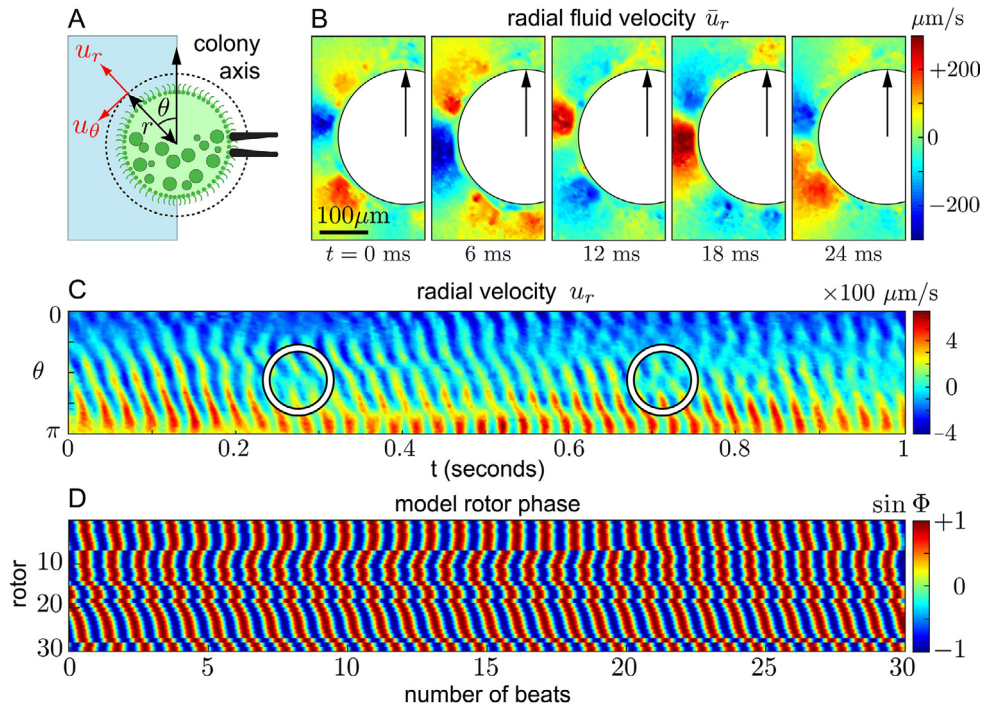 A
u_r
u_θ
r
θ
colony
axis
B
radial fluid velocity ū_r
μm/s
100μm
+200
0
−200
t = 0 ms
6 ms
12 ms
18 ms
24 ms
C
radial velocity u_r
×100 μm/s
0
θ
π
0
0.2
0.4
0.6
0.8
1
t (seconds)
4
0
-4
D
model rotor phase
sin Φ
rotor
10
20
30
0
5
10
15
20
25
30
number of beats
+1
0
−1